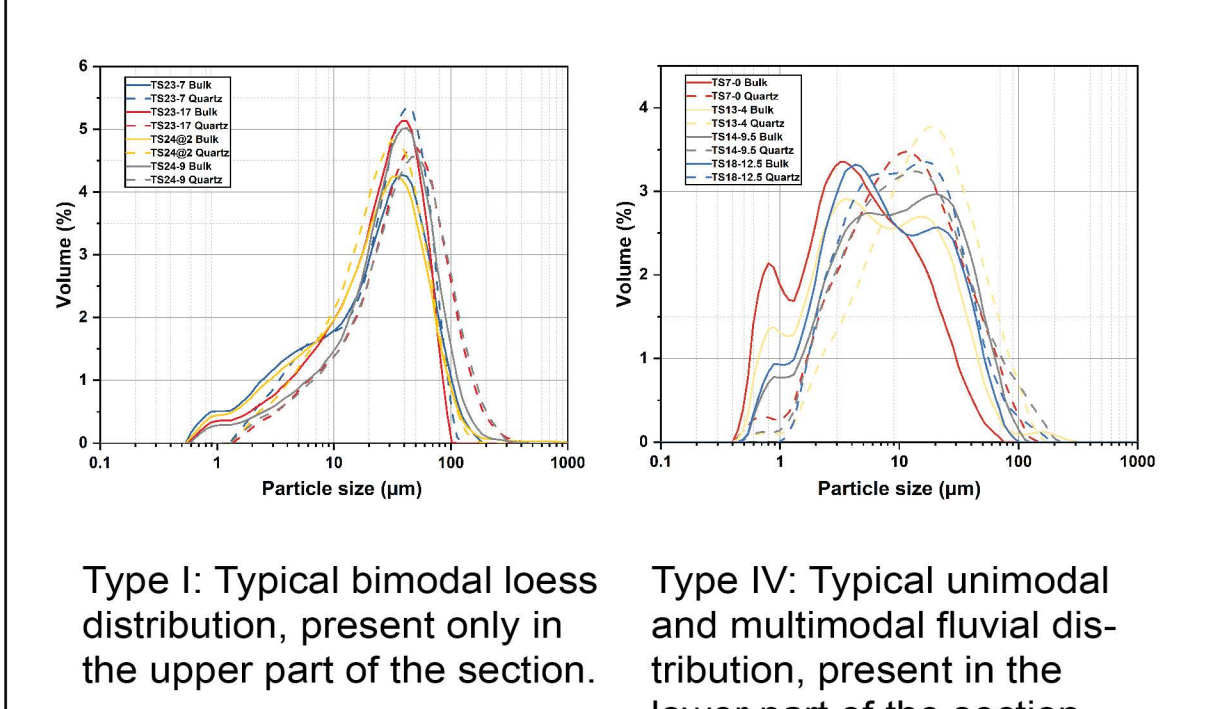 6
5
4
3
2
1
0
Volume (%)
TS23-7 Bulk
TS23-7 Quartz
TS23-17 Bulk
TS23-17 Quartz
TS24@2 Bulk
TS24@2 Quartz
TS24-9 Bulk
TS24-9 Quartz
0.1 1 10 100 1000
Particle size (µm)
4
3
2
1
0
Volume (%)
TS7-0 Bulk
TS7-0 Quartz
TS13-4 Bulk
TS13-4 Quartz
TS14-9.5 Bulk
TS14-9.5 Quartz
TS18-12.5 Bulk
TS18-12.5 Quartz
0.1 1 10 100 1000
Particle size (µm)
Type I: Typical bimodal loess
distribution, present only in
the upper part of the section.
Type IV: Typical unimodal
and multimodal fluvial dis-
tribution, present in the
lower part of the section